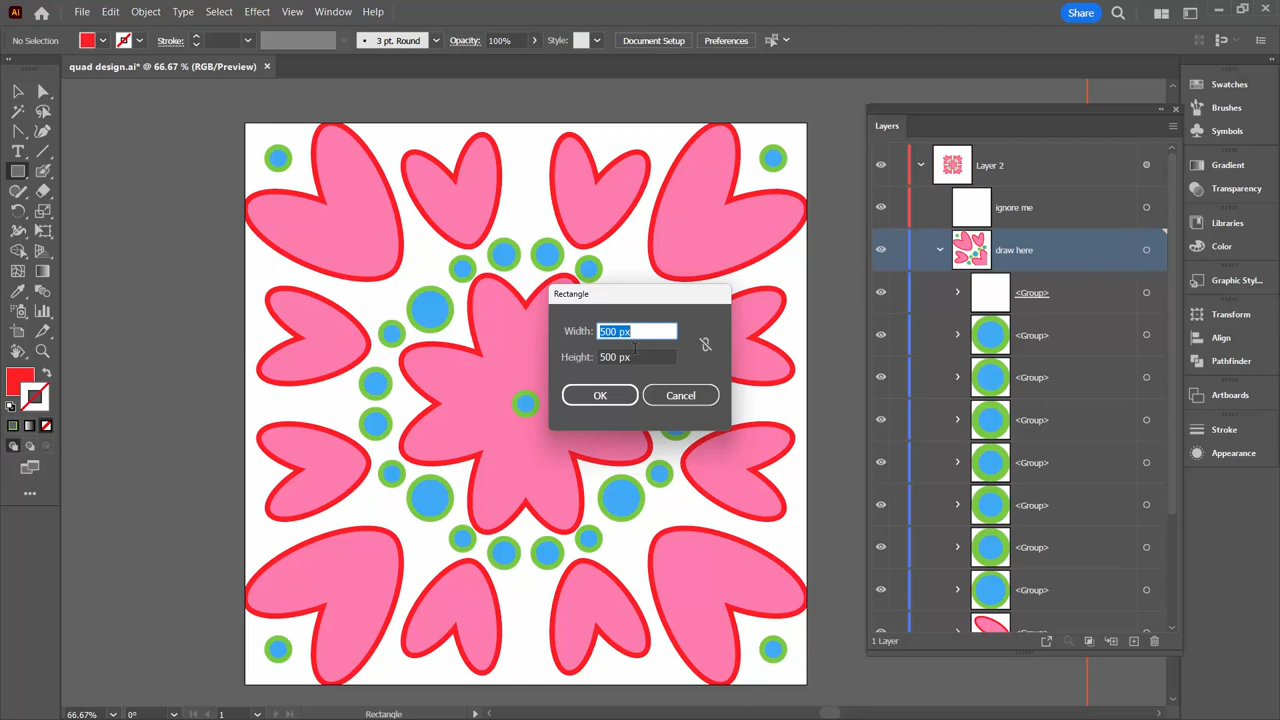 Ai File Edit Object Type Select Effect View Window Help Share
No Selection Stroke: 3 pt. Round Opacity: 100% Style: Document Setup Preferences
quad design.ai* @ 66.67 % (RGB/Preview) ×
Layers
Layer 2
ignore me
draw here
<Group>
<Group>
<Group>
<Group>
<Group>
<Group>
<Group>
<Group>
1 Layer
Rectangle
Width: 500 px
Height: 500 px
OK Cancel
Swatches
Brushes
Symbols
Gradient
Transparency
Libraries
Color
Graphic Styl...
Transform
Align
Pathfinder
Artboards
Stroke
Appearance
66.67% 0° 1 Rectangle